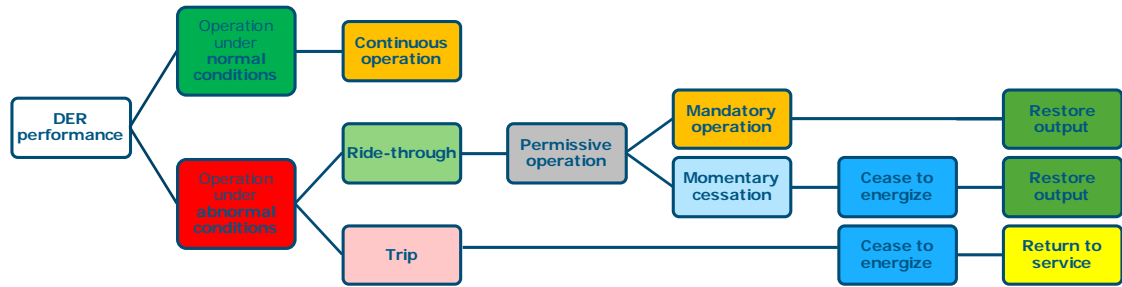 DER
performance
Operation
under
normal
conditions
Continuous
operation
Operation
under
abnormal
conditions
Ride-through
Permissive
operation
Mandatory
operation
Restore
output
Momentary
cessation
Cease to
energize
Restore
output
Trip
Cease to
energize
Return to
service